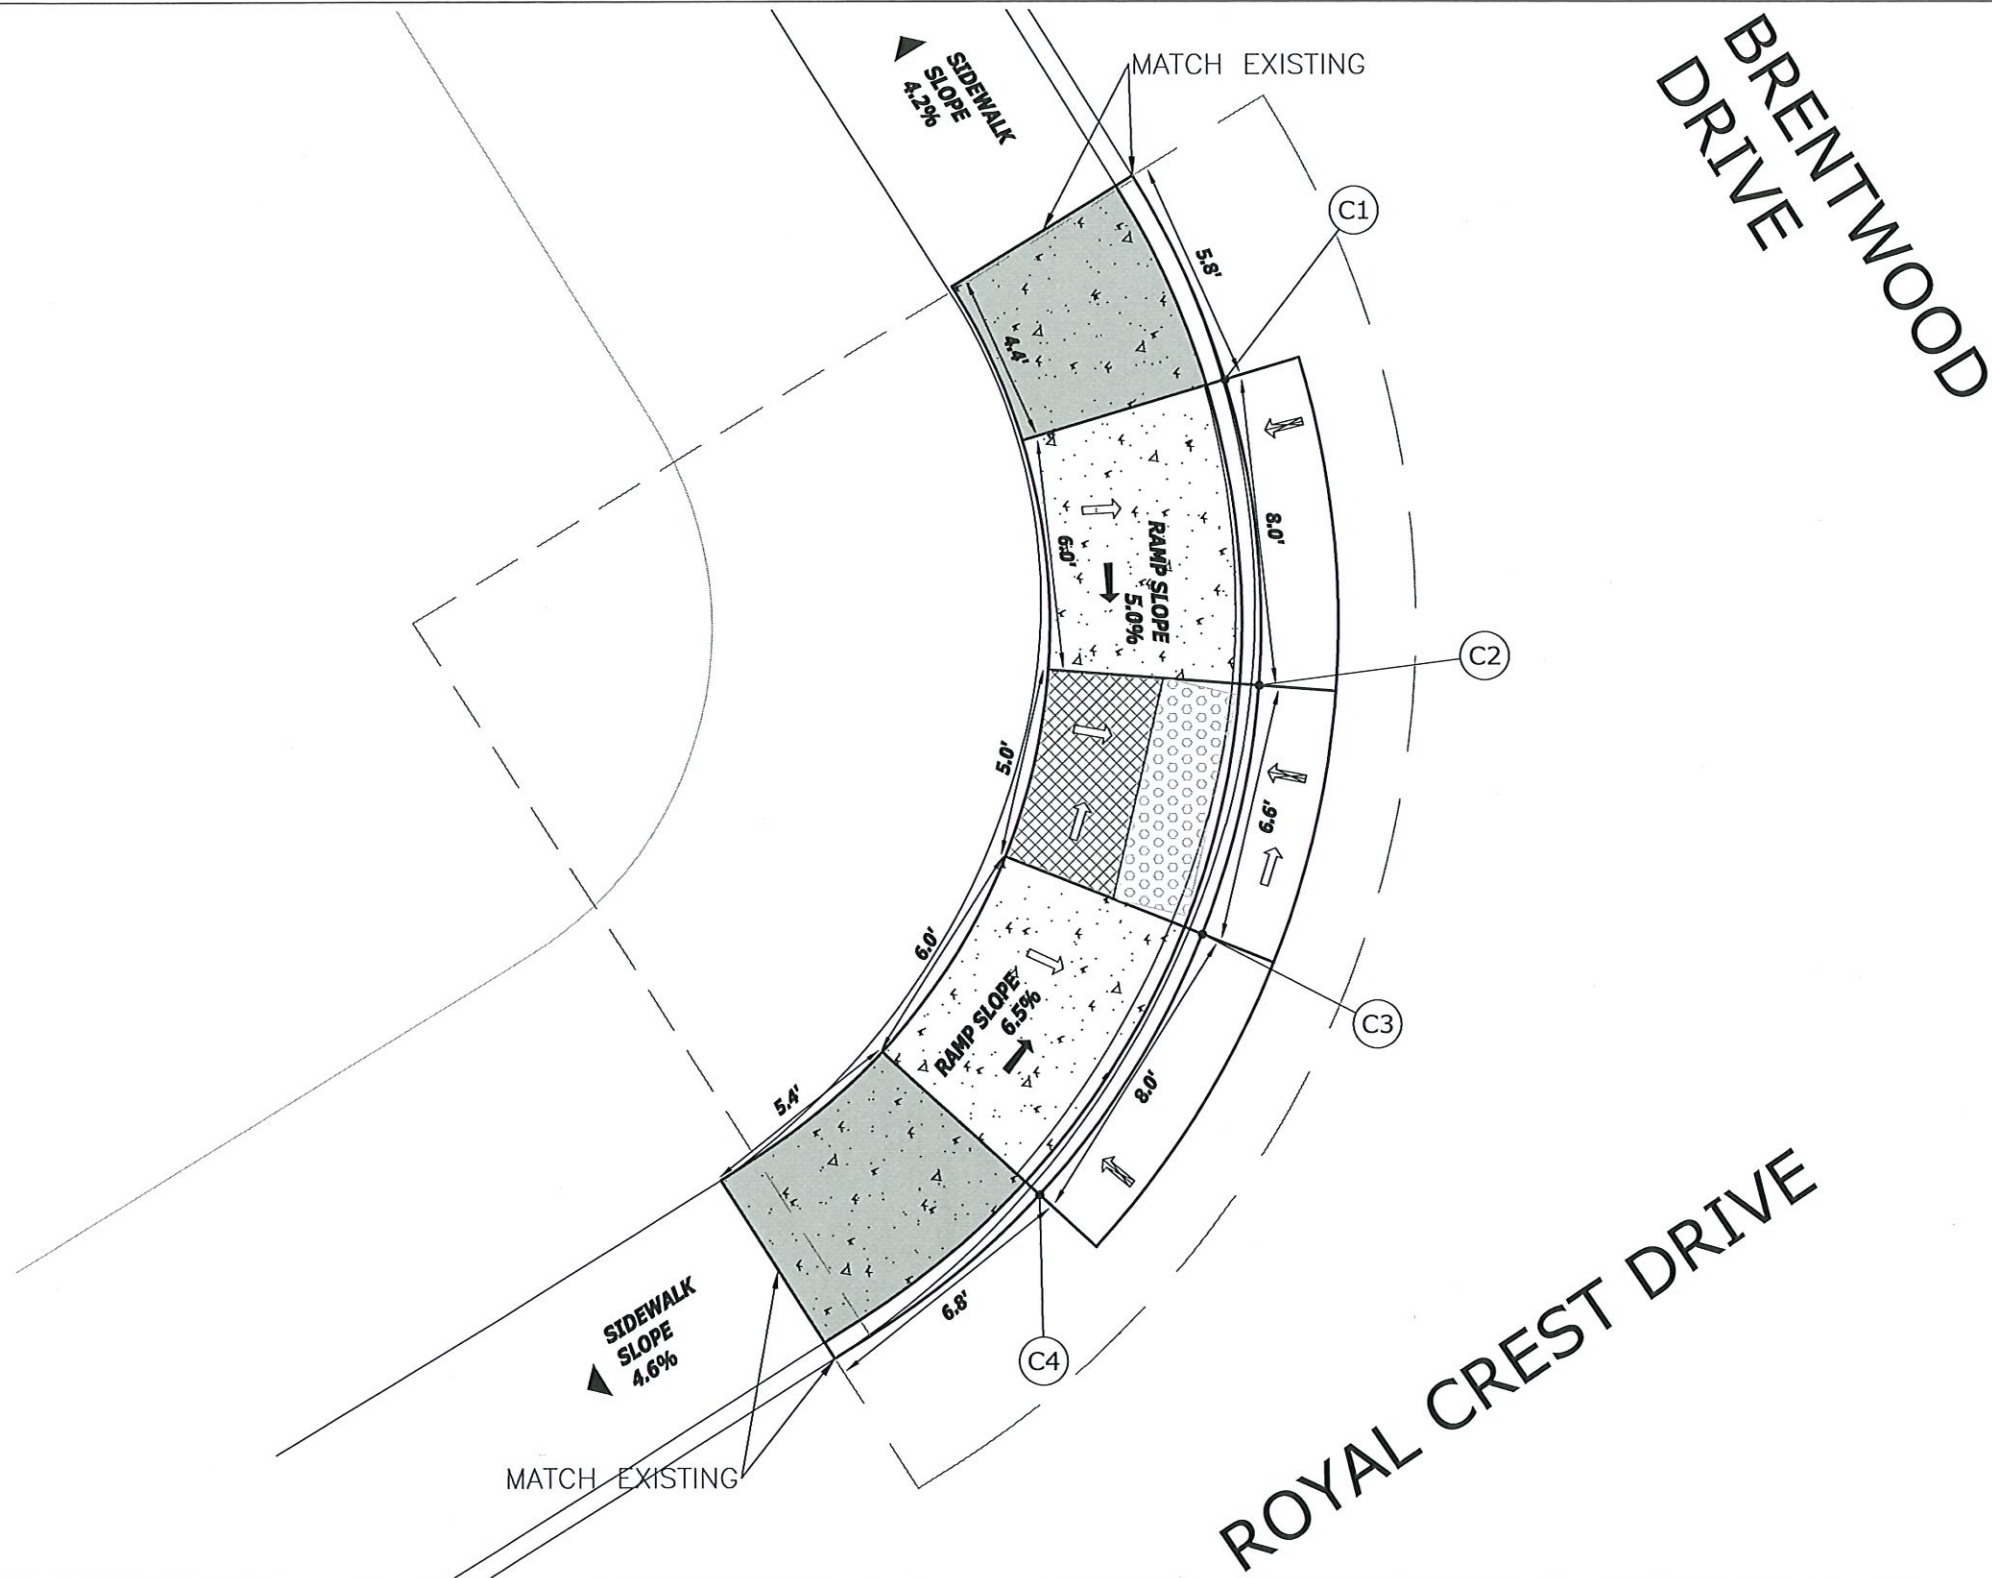 BRENTWOOD
DRIVE
SIDEWALK
SLOPE
4.2%
MATCH EXISTING
C1
5.8'
4.4'
8.0'
6.0'
RAMP SLOPE
5.0%
C2
5.0'
6.6'
6.0'
RAMP SLOPE
6.5%
C3
8.0'
5.4'
6.8'
C4
SIDEWALK
SLOPE
4.6%
MATCH EXISTING
ROYAL CREST DRIVE